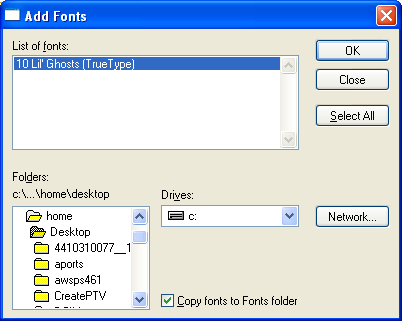 Add Fonts
List of fonts:
10 Lil' Ghosts (TrueType)
OK
Close
Select All
Folders:
c:\...\home\desktop
home
Desktop
4410310077__1
aports
awsps461
CreatePTV
Drives:
c:
Network...
Copy fonts to Fonts folder